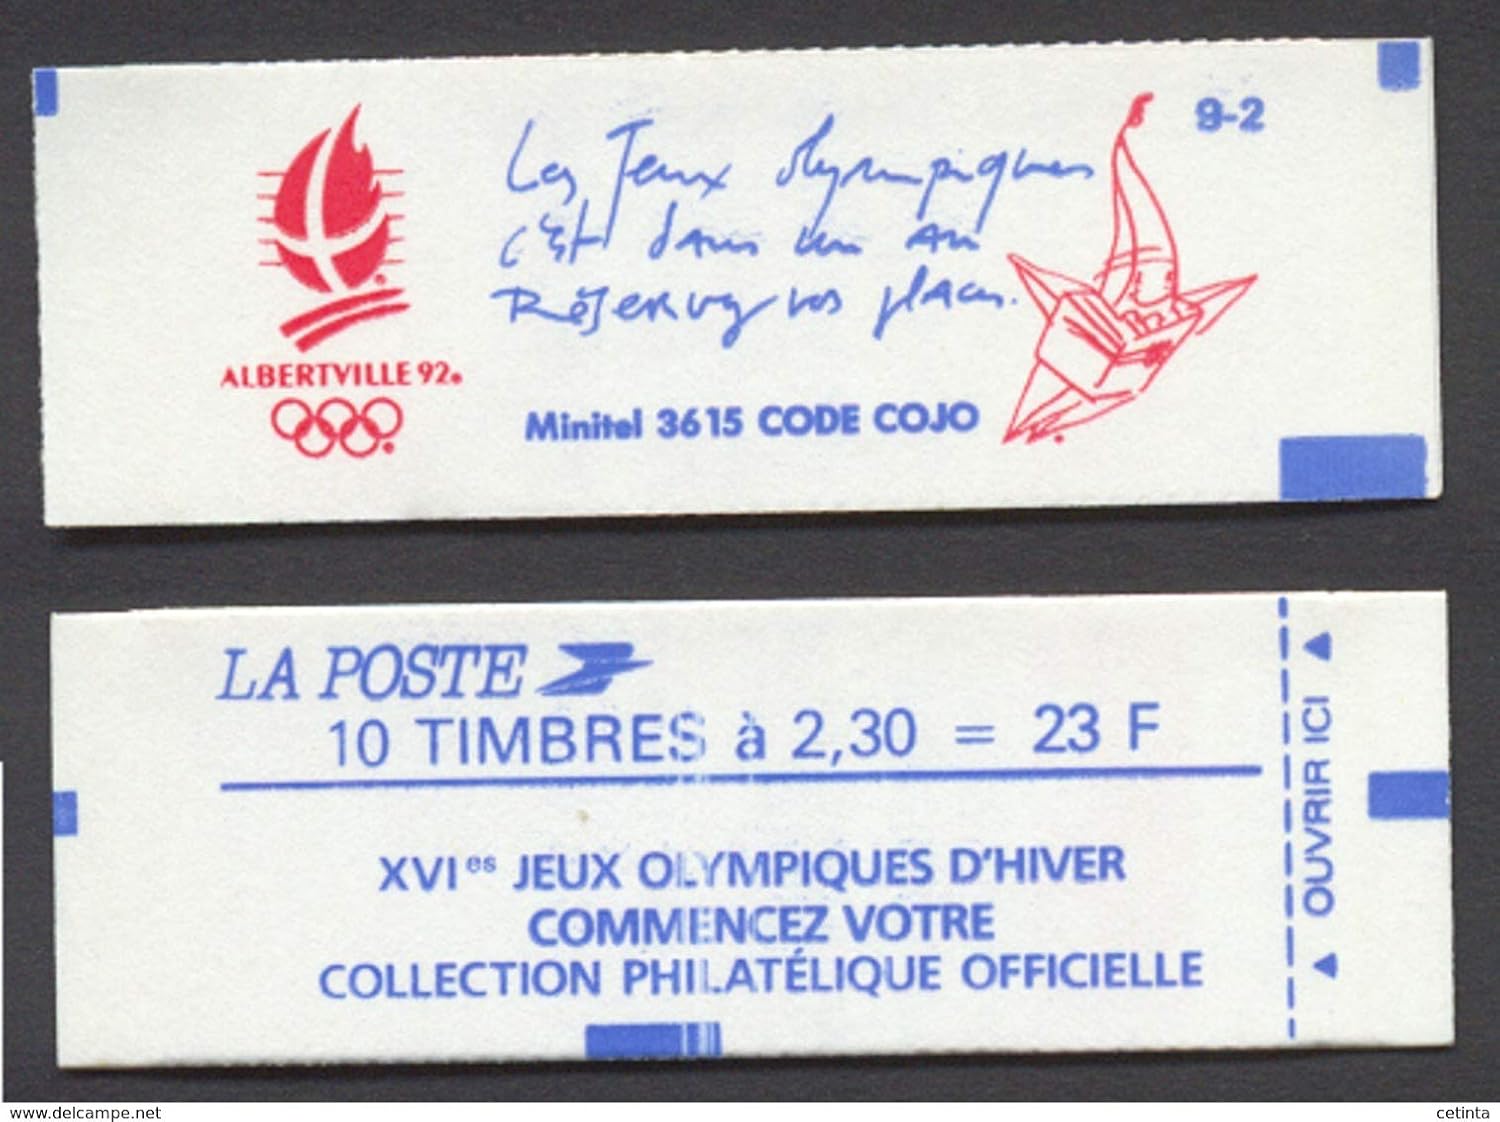 Les Jeux olympiques
c'est dans un an
Réservez vos places.
9-2
ALBERTVILLE 92.
Minitel 3615 CODE COJO
LA POSTE
10 TIMBRES à 2,30 = 23 F
XVIes JEUX OLYMPIQUES D'HIVER
COMMENCEZ VOTRE
COLLECTION PHILATÉLIQUE OFFICIELLE
OUVRIR ICI
www.delcampe.net
cetinta